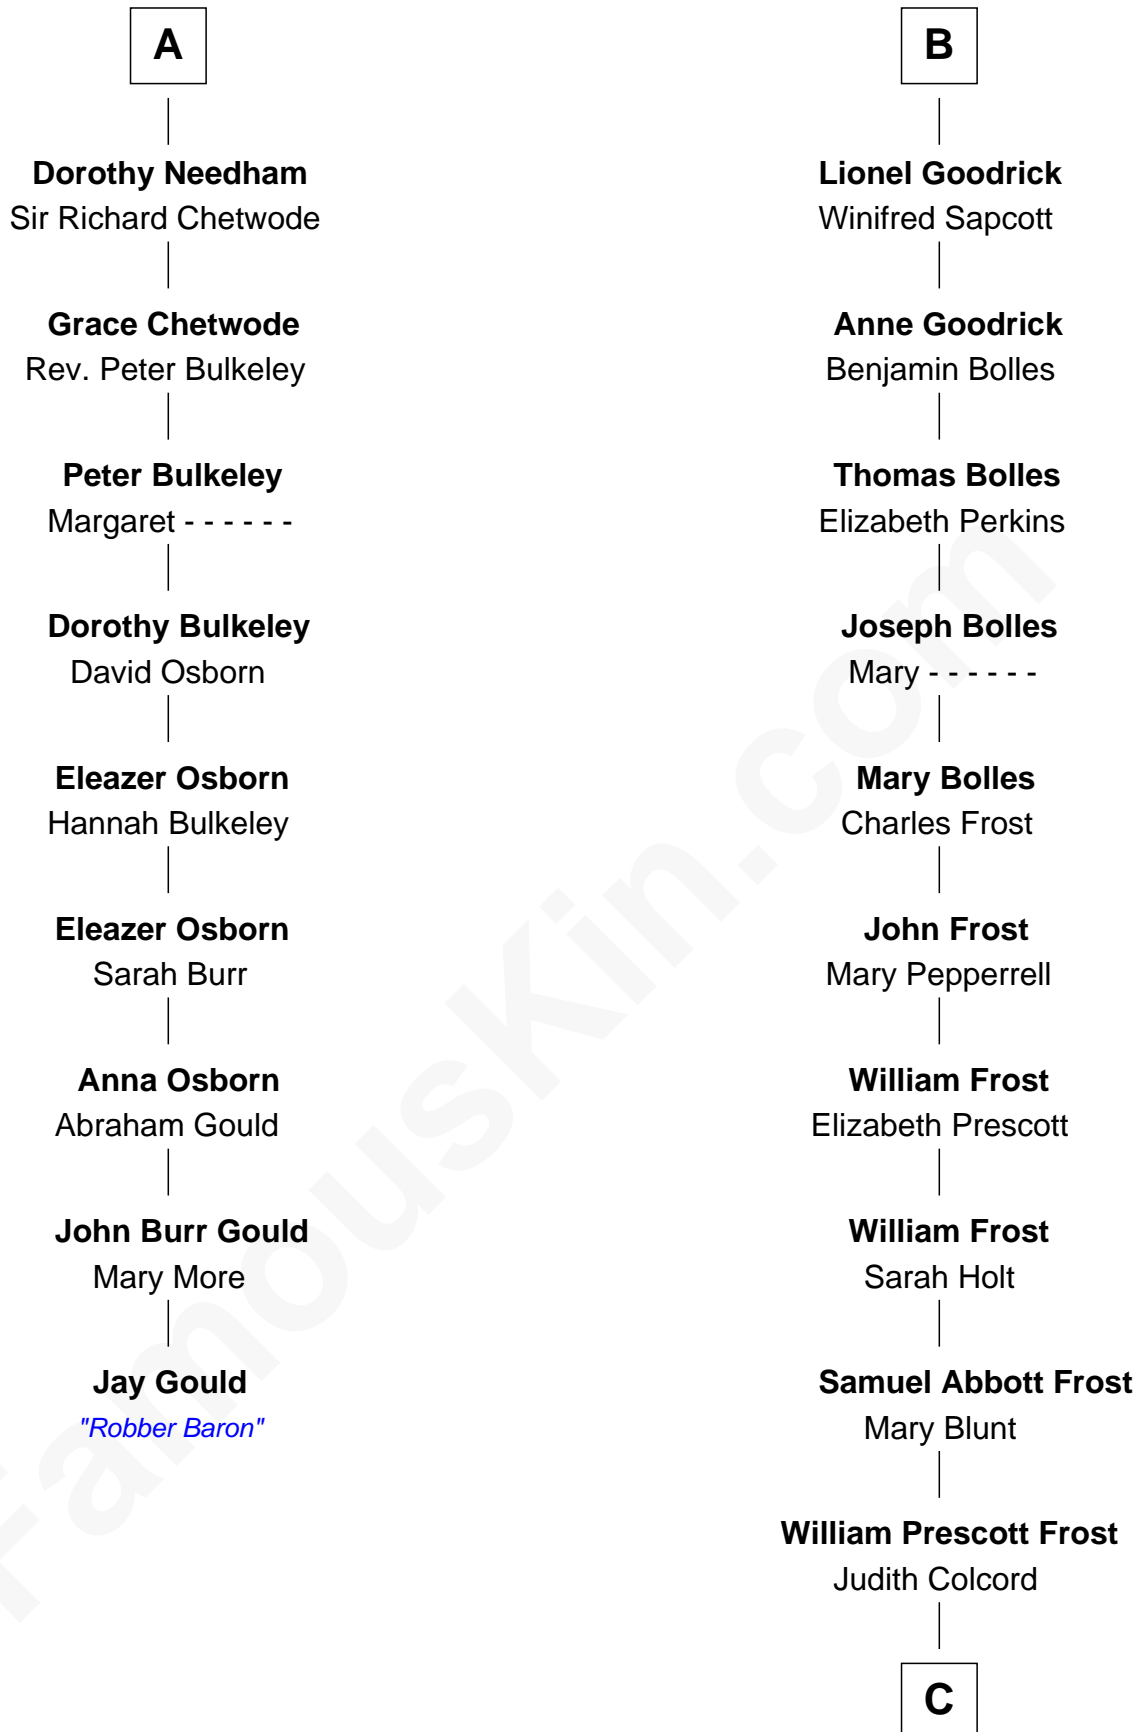 A
Dorothy Needham
Sir Richard Chetwode
Grace Chetwode
Rev. Peter Bulkeley
Peter Bulkeley
Margaret - - - - - -
Dorothy Bulkeley
David Osborn
Eleazer Osborn
Hannah Bulkeley
Eleazer Osborn
Sarah Burr
Anna Osborn
Abraham Gould
John Burr Gould
Mary More
Jay Gould
"Robber Baron"
B
Lionel Goodrick
Winifred Sapcott
Anne Goodrick
Benjamin Bolles
Thomas Bolles
Elizabeth Perkins
Joseph Bolles
Mary - - - - - -
Mary Bolles
Charles Frost
John Frost
Mary Pepperrell
William Frost
Elizabeth Prescott
William Frost
Sarah Holt
Samuel Abbott Frost
Mary Blunt
William Prescott Frost
Judith Colcord
C
FamousKin.com